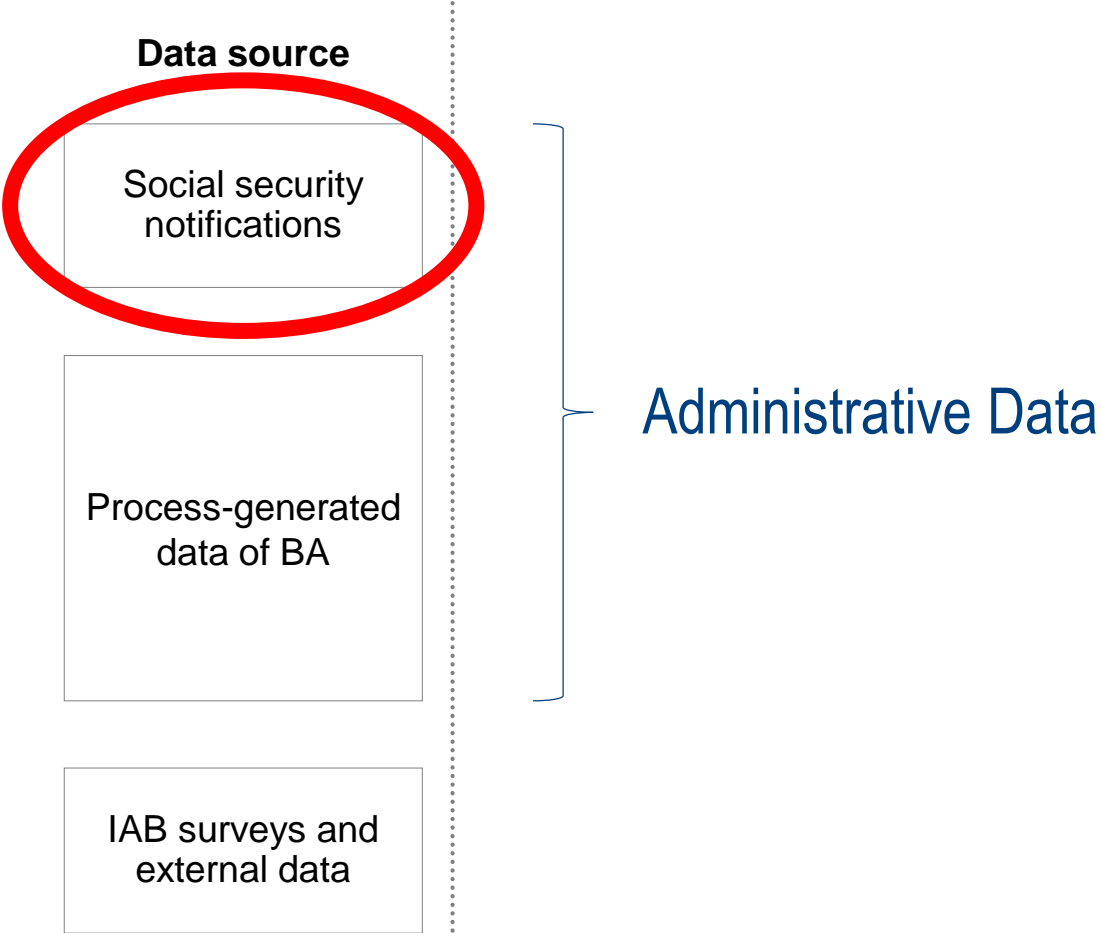 Data source
Social security
notifications
Process-generated
data of BA
Administrative Data
IAB surveys and
external data